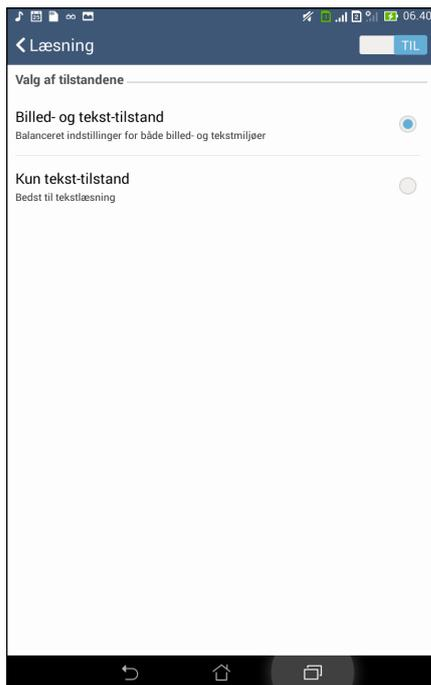 06.40
Læsning
TIL
Valg af tilstandene
Billed- og tekst-tilstand
Balanceret indstillinger for både billed- og tekstmiljøer
Kun tekst-tilstand
Bedst til tekstlæsning